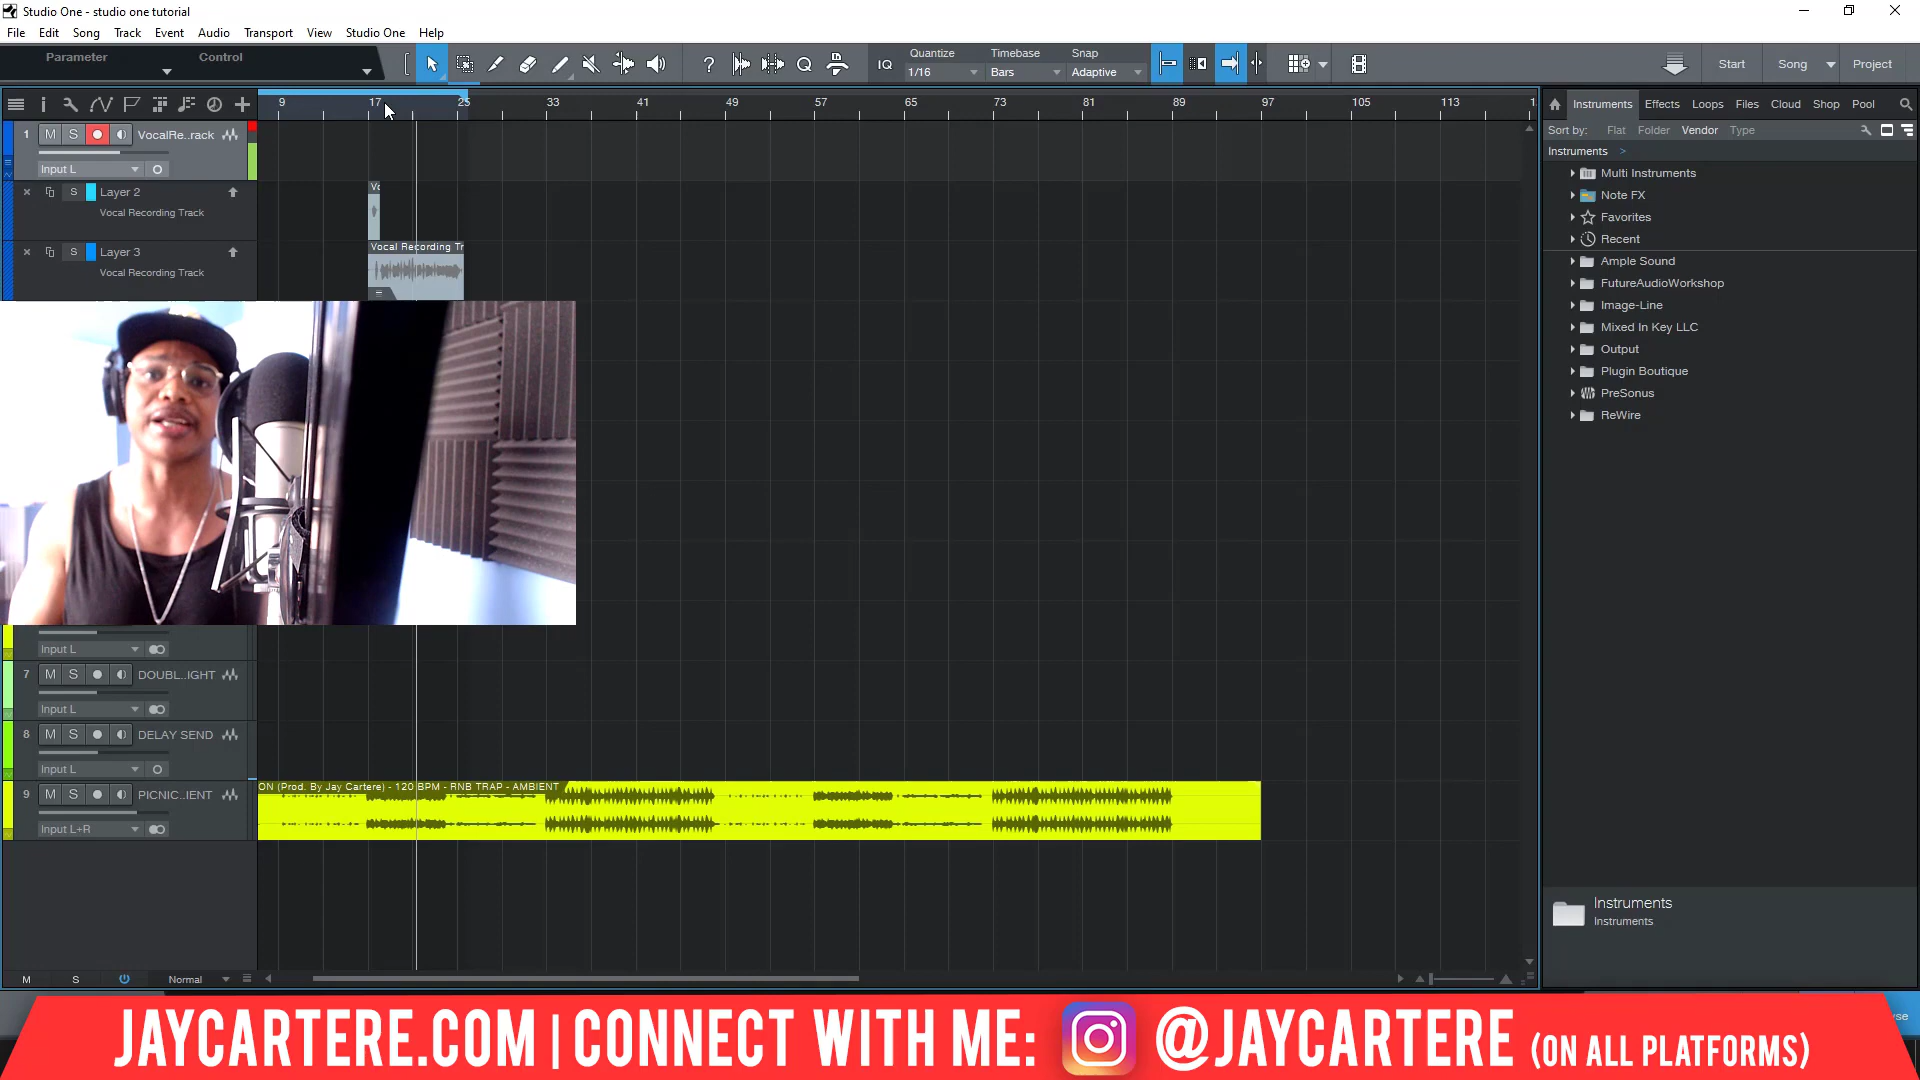 Studio One - studio one tutorial
File Edit Song Track Event Audio Transport View Studio One Help
Parameter Control
IQ Quantize 1/16 Timebase Bars Snap Adaptive
Start Song Project
9 17 25 33 41 49 57 65 73 81 89 97 105 113
Instruments Effects Loops Files Cloud Shop Pool
Sort by: Flat Folder Vendor Type
Instruments >
Multi Instruments
Note FX
Favorites
Recent
Ample Sound
FutureAudioWorkshop
Image-Line
Mixed In Key LLC
Output
Plugin Boutique
PreSonus
ReWire
1 M S VocalRe..rack
Input L
S Layer 2
Vocal Recording Track
Vo
S Layer 3
Vocal Recording Track
Vocal Recording Tr
Input L
7 M S DOUBL..IGHT
Input L
8 M S DELAY SEND
Input L
9 M S PICNIC..IENT
Input L+R
ON (Prod. By Jay Cartere) - 120 BPM - RNB TRAP - AMBIENT
Instruments
Instruments
M S Normal
JAYCARTERE.COM | CONNECT WITH ME: @JAYCARTERE (ON ALL PLATFORMS)